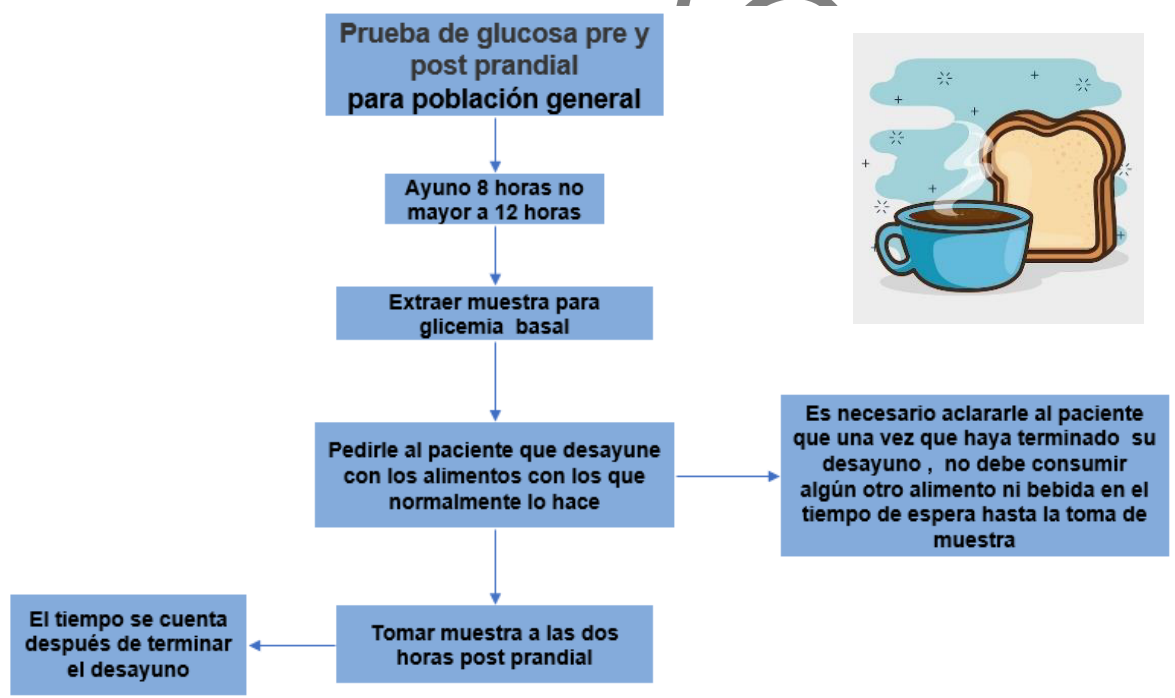 Prueba de glucosa pre y
post prandial
para población general
Ayuno 8 horas no
mayor a 12 horas
Extraer muestra para
glicemia basal
Pedirle al paciente que desayune
con los alimentos con los que
normalmente lo hace
Es necesario aclararle al paciente
que una vez que haya terminado su
desayuno , no debe consumir
algún otro alimento ni bebida en el
tiempo de espera hasta la toma de
muestra
Tomar muestra a las dos
horas post prandial
El tiempo se cuenta
después de terminar
el desayuno